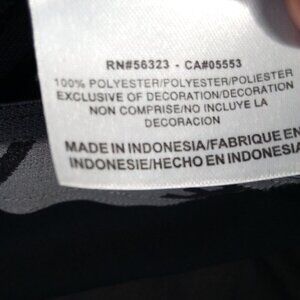 RN#56323 - CA#05553
100% POLYESTER/POLYESTER/POLIESTER
EXCLUSIVE OF DECORATION/DECORATION
NON COMPRISE/NO INCLUYE LA
DECORACION
MADE IN INDONESIA/FABRIQUE EN
INDONESIE/HECHO EN INDONESIA